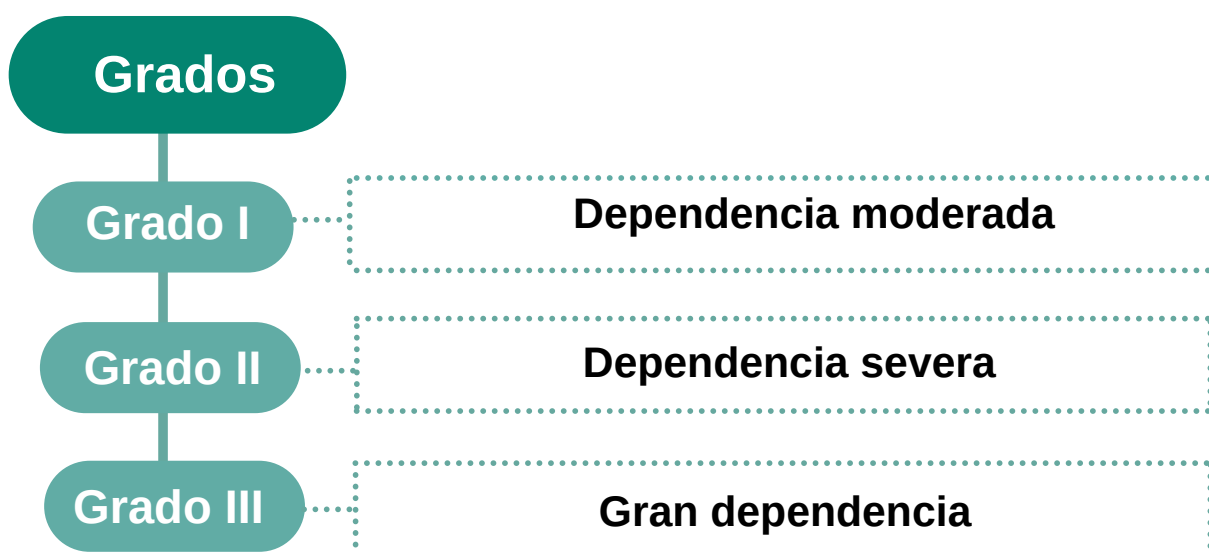 Grados
Grado I
Dependencia moderada
Grado II
Dependencia severa
Grado III
Gran dependencia